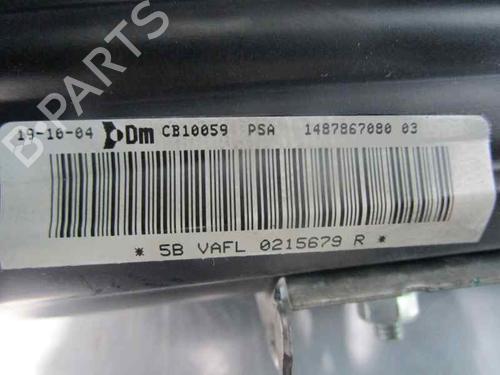 19-10-04 Dm CB10059 PSA 1487867080 03
* 5B VAFL 0215679 R *
B-PARTS